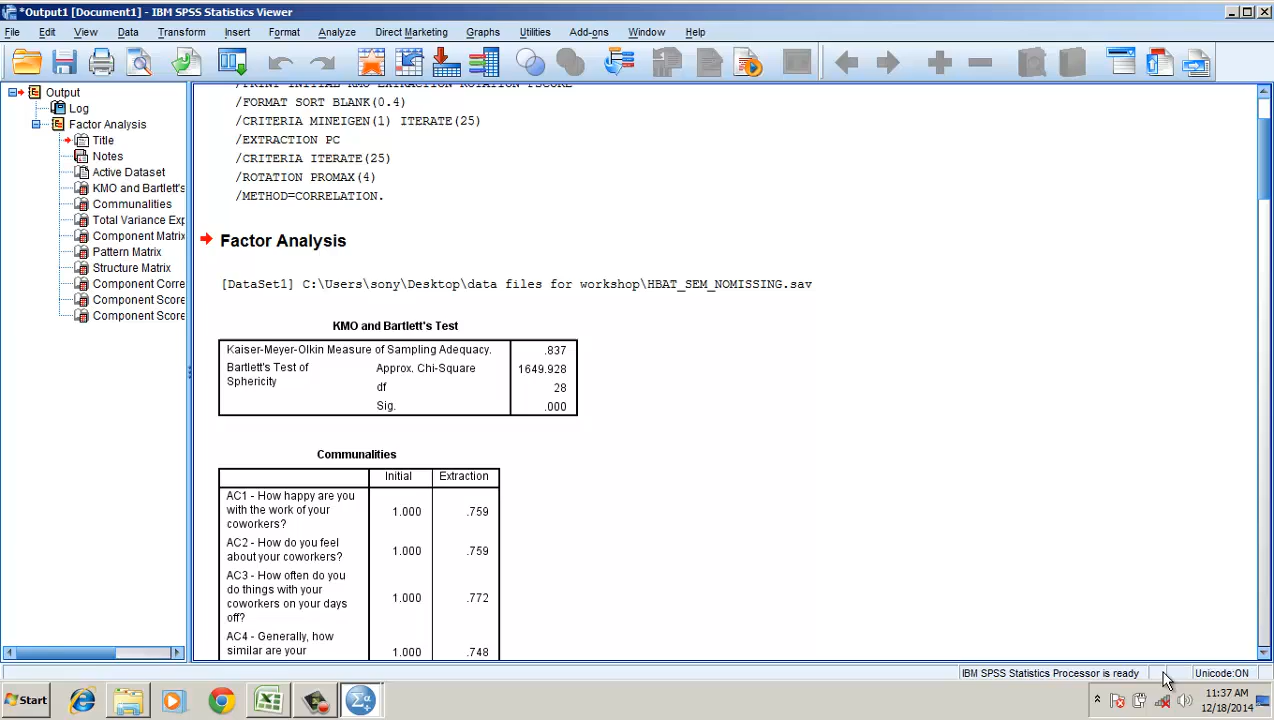 *Output1 [Document1] - IBM SPSS Statistics Viewer
File Edit View Data Transform Insert Format Analyze Direct Marketing Graphs Utilities Add-ons Window Help
Output
Log
Factor Analysis
Title
Notes
Active Dataset
KMO and Bartlett's
Communalities
Total Variance Exp
Component Matrix
Pattern Matrix
Structure Matrix
Component Corre
Component Score
Component Score
/PRINT INITIAL KMO EXTRACTION ROTATION FSCORE
/FORMAT SORT BLANK(0.4)
/CRITERIA MINEIGEN(1) ITERATE(25)
/EXTRACTION PC
/CRITERIA ITERATE(25)
/ROTATION PROMAX(4)
/METHOD=CORRELATION.
Factor Analysis
[DataSet1] C:\Users\sony\Desktop\data files for workshop\HBAT_SEM_NOMISSING.sav
KMO and Bartlett's Test
Kaiser-Meyer-Olkin Measure of Sampling Adequacy. .837
Bartlett's Test of Sphericity Approx. Chi-Square 1649.928
df 28
Sig. .000
Communalities
Initial Extraction
AC1 - How happy are you
with the work of your
coworkers? 1.000 .759
AC2 - How do you feel
about your coworkers? 1.000 .759
AC3 - How often do you
do things with your
coworkers on your days
off? 1.000 .772
AC4 - Generally, how
similar are your 1.000 .748
IBM SPSS Statistics Processor is ready Unicode:ON
Start
11:37 AM
12/18/2014